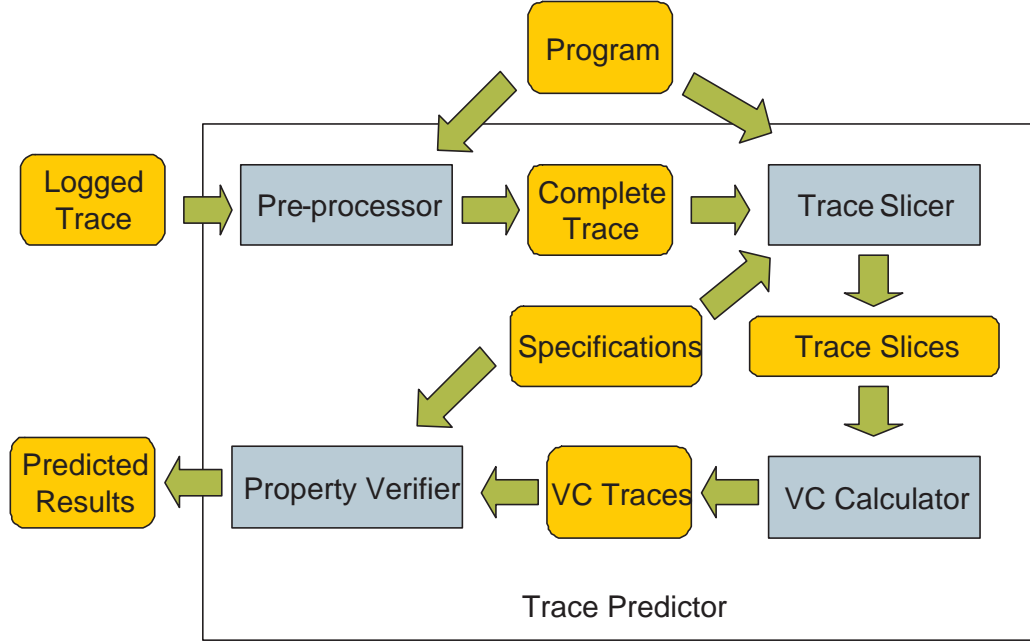 Program
Logged
Trace
Pre-processor
Complete
Trace
Trace Slicer
Specifications
Trace Slices
Predicted
Results
Property Verifier
VC Traces
VC Calculator
Trace Predictor